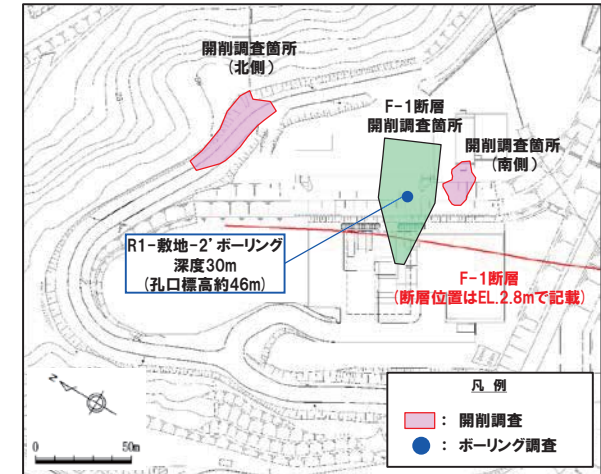 開削調査箇所
(北側)
F-1断層
開削調査箇所
開削調査箇所
(南側)
R1-敷地-2'ボーリング
深度30m
(孔口標高約46m)
F-1断層
(断層位置はEL.2.8mで記載)
N
0 50m
凡 例
: 開削調査
: ボーリング調査